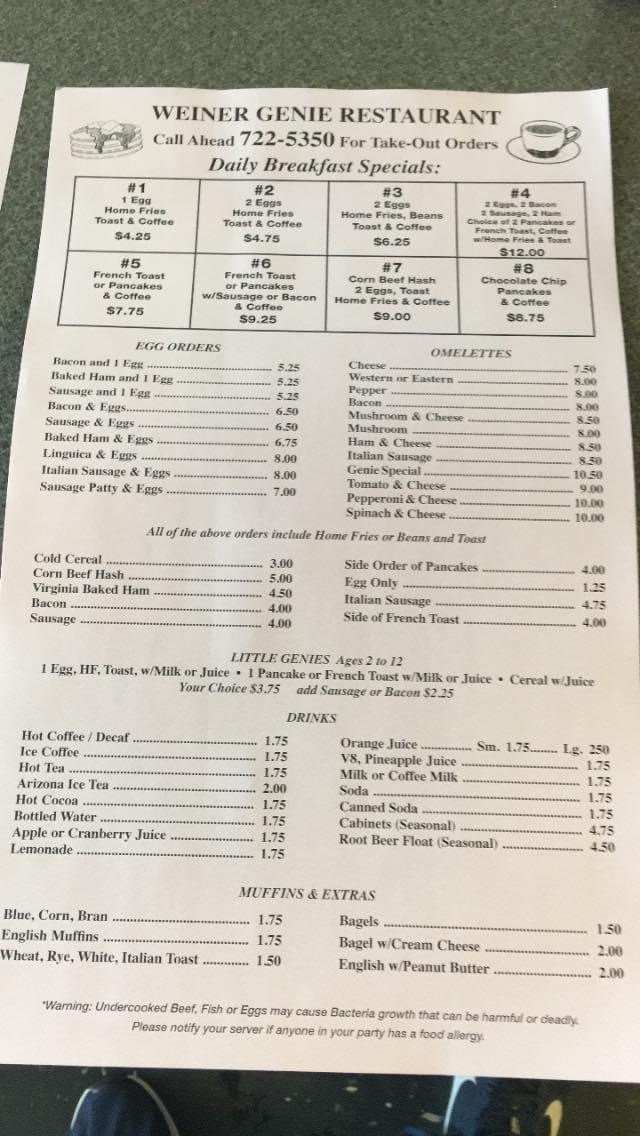 WEINER GENIE RESTAURANT
Call Ahead 722-5350 For Take-Out Orders
Daily Breakfast Specials:
#1
1 Egg
Home Fries
Toast & Coffee
$4.25
#2
2 Eggs
Home Fries
Toast & Coffee
$4.75
#3
2 Eggs
Home Fries, Beans
Toast & Coffee
$6.25
#4
2 Eggs, 2 Bacon
2 Sausage, 2 Ham
Choice of 2 Pancakes or
French Toast, Coffee
w/Home Fries & Toast
$12.00
#5
French Toast
or Pancakes
& Coffee
$7.75
#6
French Toast
or Pancakes
w/Sausage or Bacon
& Coffee
$9.25
#7
Corn Beef Hash
2 Eggs, Toast
Home Fries & Coffee
$9.00
#8
Chocolate Chip
Pancakes
& Coffee
$8.75
EGG ORDERS
Bacon and 1 Egg 5.25
Baked Ham and 1 Egg 5.25
Sausage and 1 Egg 5.25
Bacon & Eggs 6.50
Sausage & Eggs 6.50
Baked Ham & Eggs 6.75
Linguica & Eggs 8.00
Italian Sausage & Eggs 8.00
Sausage Patty & Eggs 7.00
OMELETTES
Cheese 7.50
Western or Eastern 8.00
Pepper 8.00
Bacon 8.00
Mushroom & Cheese 8.50
Mushroom 8.00
Ham & Cheese 8.50
Italian Sausage 8.50
Genie Special 10.50
Tomato & Cheese 9.00
Pepperoni & Cheese 10.00
Spinach & Cheese 10.00
All of the above orders include Home Fries or Beans and Toast
Cold Cereal 3.00
Corn Beef Hash 5.00
Virginia Baked Ham 4.50
Bacon 4.00
Sausage 4.00
Side Order of Pancakes 4.00
Egg Only 1.25
Italian Sausage 4.75
Side of French Toast 4.00
LITTLE GENIES Ages 2 to 12
1 Egg, HF, Toast, w/Milk or Juice • 1 Pancake or French Toast w/Milk or Juice • Cereal w/Juice
Your Choice $3.75 add Sausage or Bacon $2.25
DRINKS
Hot Coffee / Decaf 1.75
Ice Coffee 1.75
Hot Tea 1.75
Arizona Ice Tea 2.00
Hot Cocoa 1.75
Bottled Water 1.75
Apple or Cranberry Juice 1.75
Lemonade 1.75
Orange Juice Sm. 1.75 Lg. 250
V8, Pineapple Juice 1.75
Milk or Coffee Milk 1.75
Soda 1.75
Canned Soda 1.75
Cabinets (Seasonal) 4.75
Root Beer Float (Seasonal) 4.50
MUFFINS & EXTRAS
Blue, Corn, Bran 1.75
English Muffins 1.75
Wheat, Rye, White, Italian Toast 1.50
Bagels 1.50
Bagel w/Cream Cheese 2.00
English w/Peanut Butter 2.00
*Warning: Undercooked Beef, Fish or Eggs may cause Bacteria growth that can be harmful or deadly.
Please notify your server if anyone in your party has a food allergy.